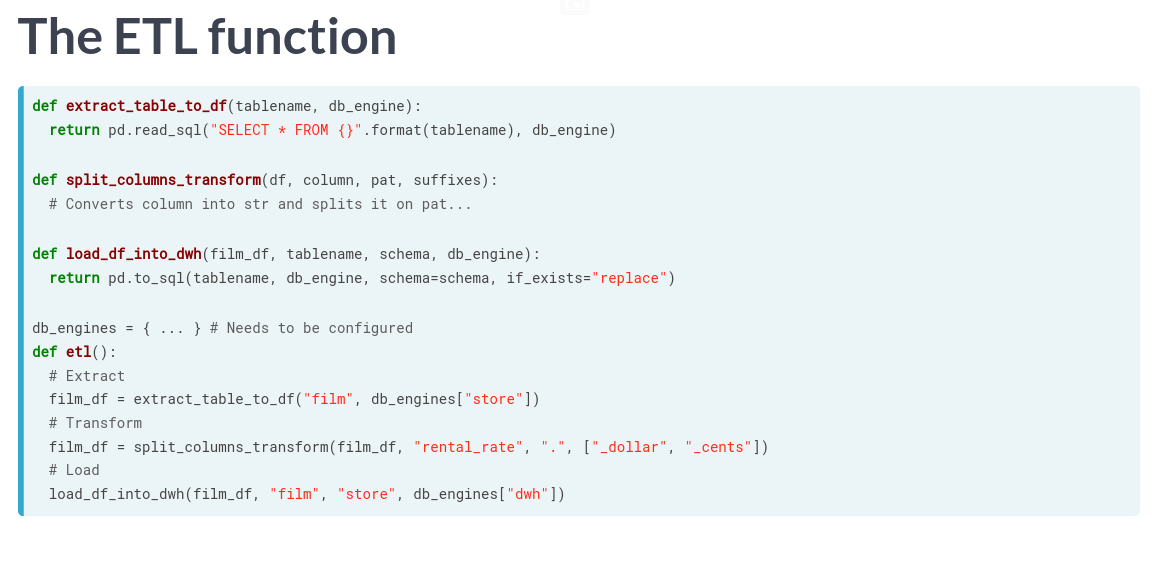 The ETL function
def extract_table_to_df(tablename, db_engine):
  return pd.read_sql("SELECT * FROM {}".format(tablename), db_engine)
def split_columns_transform(df, column, pat, suffixes):
  # Converts column into str and splits it on pat...
def load_df_into_dwh(film_df, tablename, schema, db_engine):
  return pd.to_sql(tablename, db_engine, schema=schema, if_exists="replace")
db_engines = { ... } # Needs to be configured
def etl():
  # Extract
  film_df = extract_table_to_df("film", db_engines["store"])
  # Transform
  film_df = split_columns_transform(film_df, "rental_rate", ".", ["_dollar", "_cents"])
  # Load
  load_df_into_dwh(film_df, "film", "store", db_engines["dwh"])